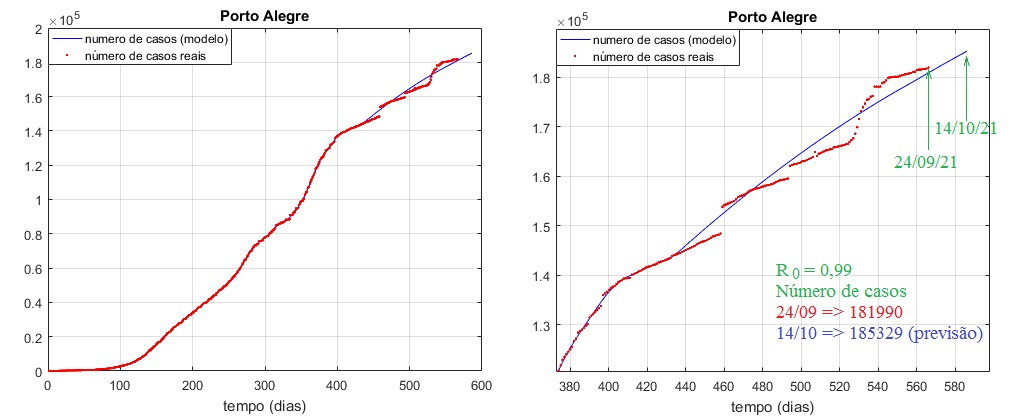 Porto Alegre
×10⁵
numero de casos (modelo)
número de casos reais
2
1.8
1.6
1.4
1.2
1
0.8
0.6
0.4
0.2
0
0 100 200 300 400 500 600
tempo (dias)
Porto Alegre
×10⁵
numero de casos (modelo)
número de casos reais
1.8
1.7
1.6
1.5
1.4
1.3
14/10/21
24/09/21
R₀ = 0,99
Número de casos
24/09 => 181990
14/10 => 185329 (previsão)
380 400 420 440 460 480 500 520 540 560 580
tempo (dias)